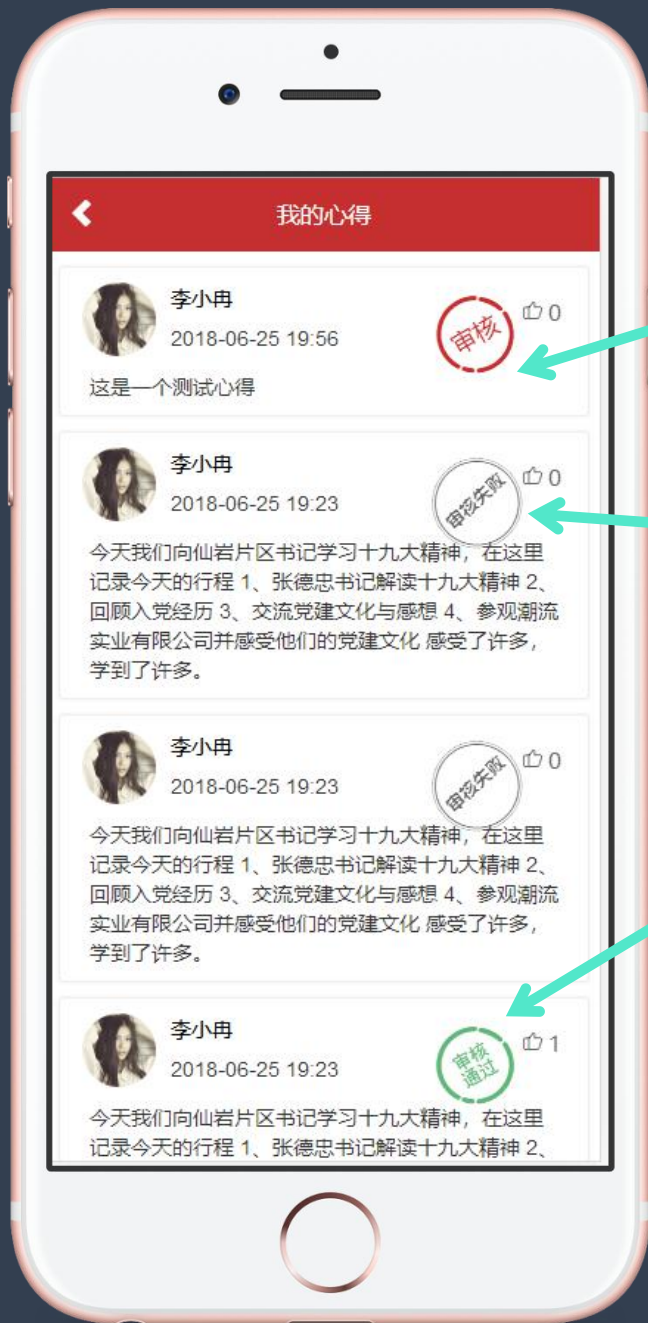 我的心得
李小冉
审核
0
2018-06-25 19:56
这是一个测试心得
李小冉
审核失败
0
2018-06-25 19:23
今天我们向仙岩片区书记学习十九大精神，在这里
记录今天的行程 1、张德忠书记解读十九大精神 2、
回顾入党经历 3、交流党建文化与感想 4、参观潮流
实业有限公司并感受他们的党建文化 感受了许多，
学到了许多。
李小冉
审核失败
0
2018-06-25 19:23
今天我们向仙岩片区书记学习十九大精神，在这里
记录今天的行程 1、张德忠书记解读十九大精神 2、
回顾入党经历 3、交流党建文化与感想 4、参观潮流
实业有限公司并感受他们的党建文化 感受了许多，
学到了许多。
李小冉
审核
通过
1
2018-06-25 19:23
今天我们向仙岩片区书记学习十九大精神，在这里
记录今天的行程 1、张德忠书记解读十九大精神 2、